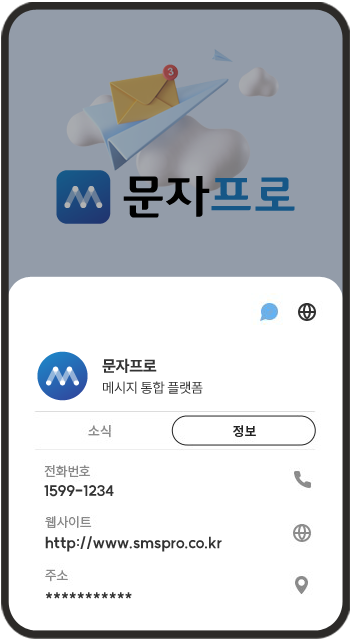 3
문자프로
문자프로
메시지 통합 플랫폼
소식 정보
전화번호
1599-1234
웹사이트
http://www.smspro.co.kr
주소
***********